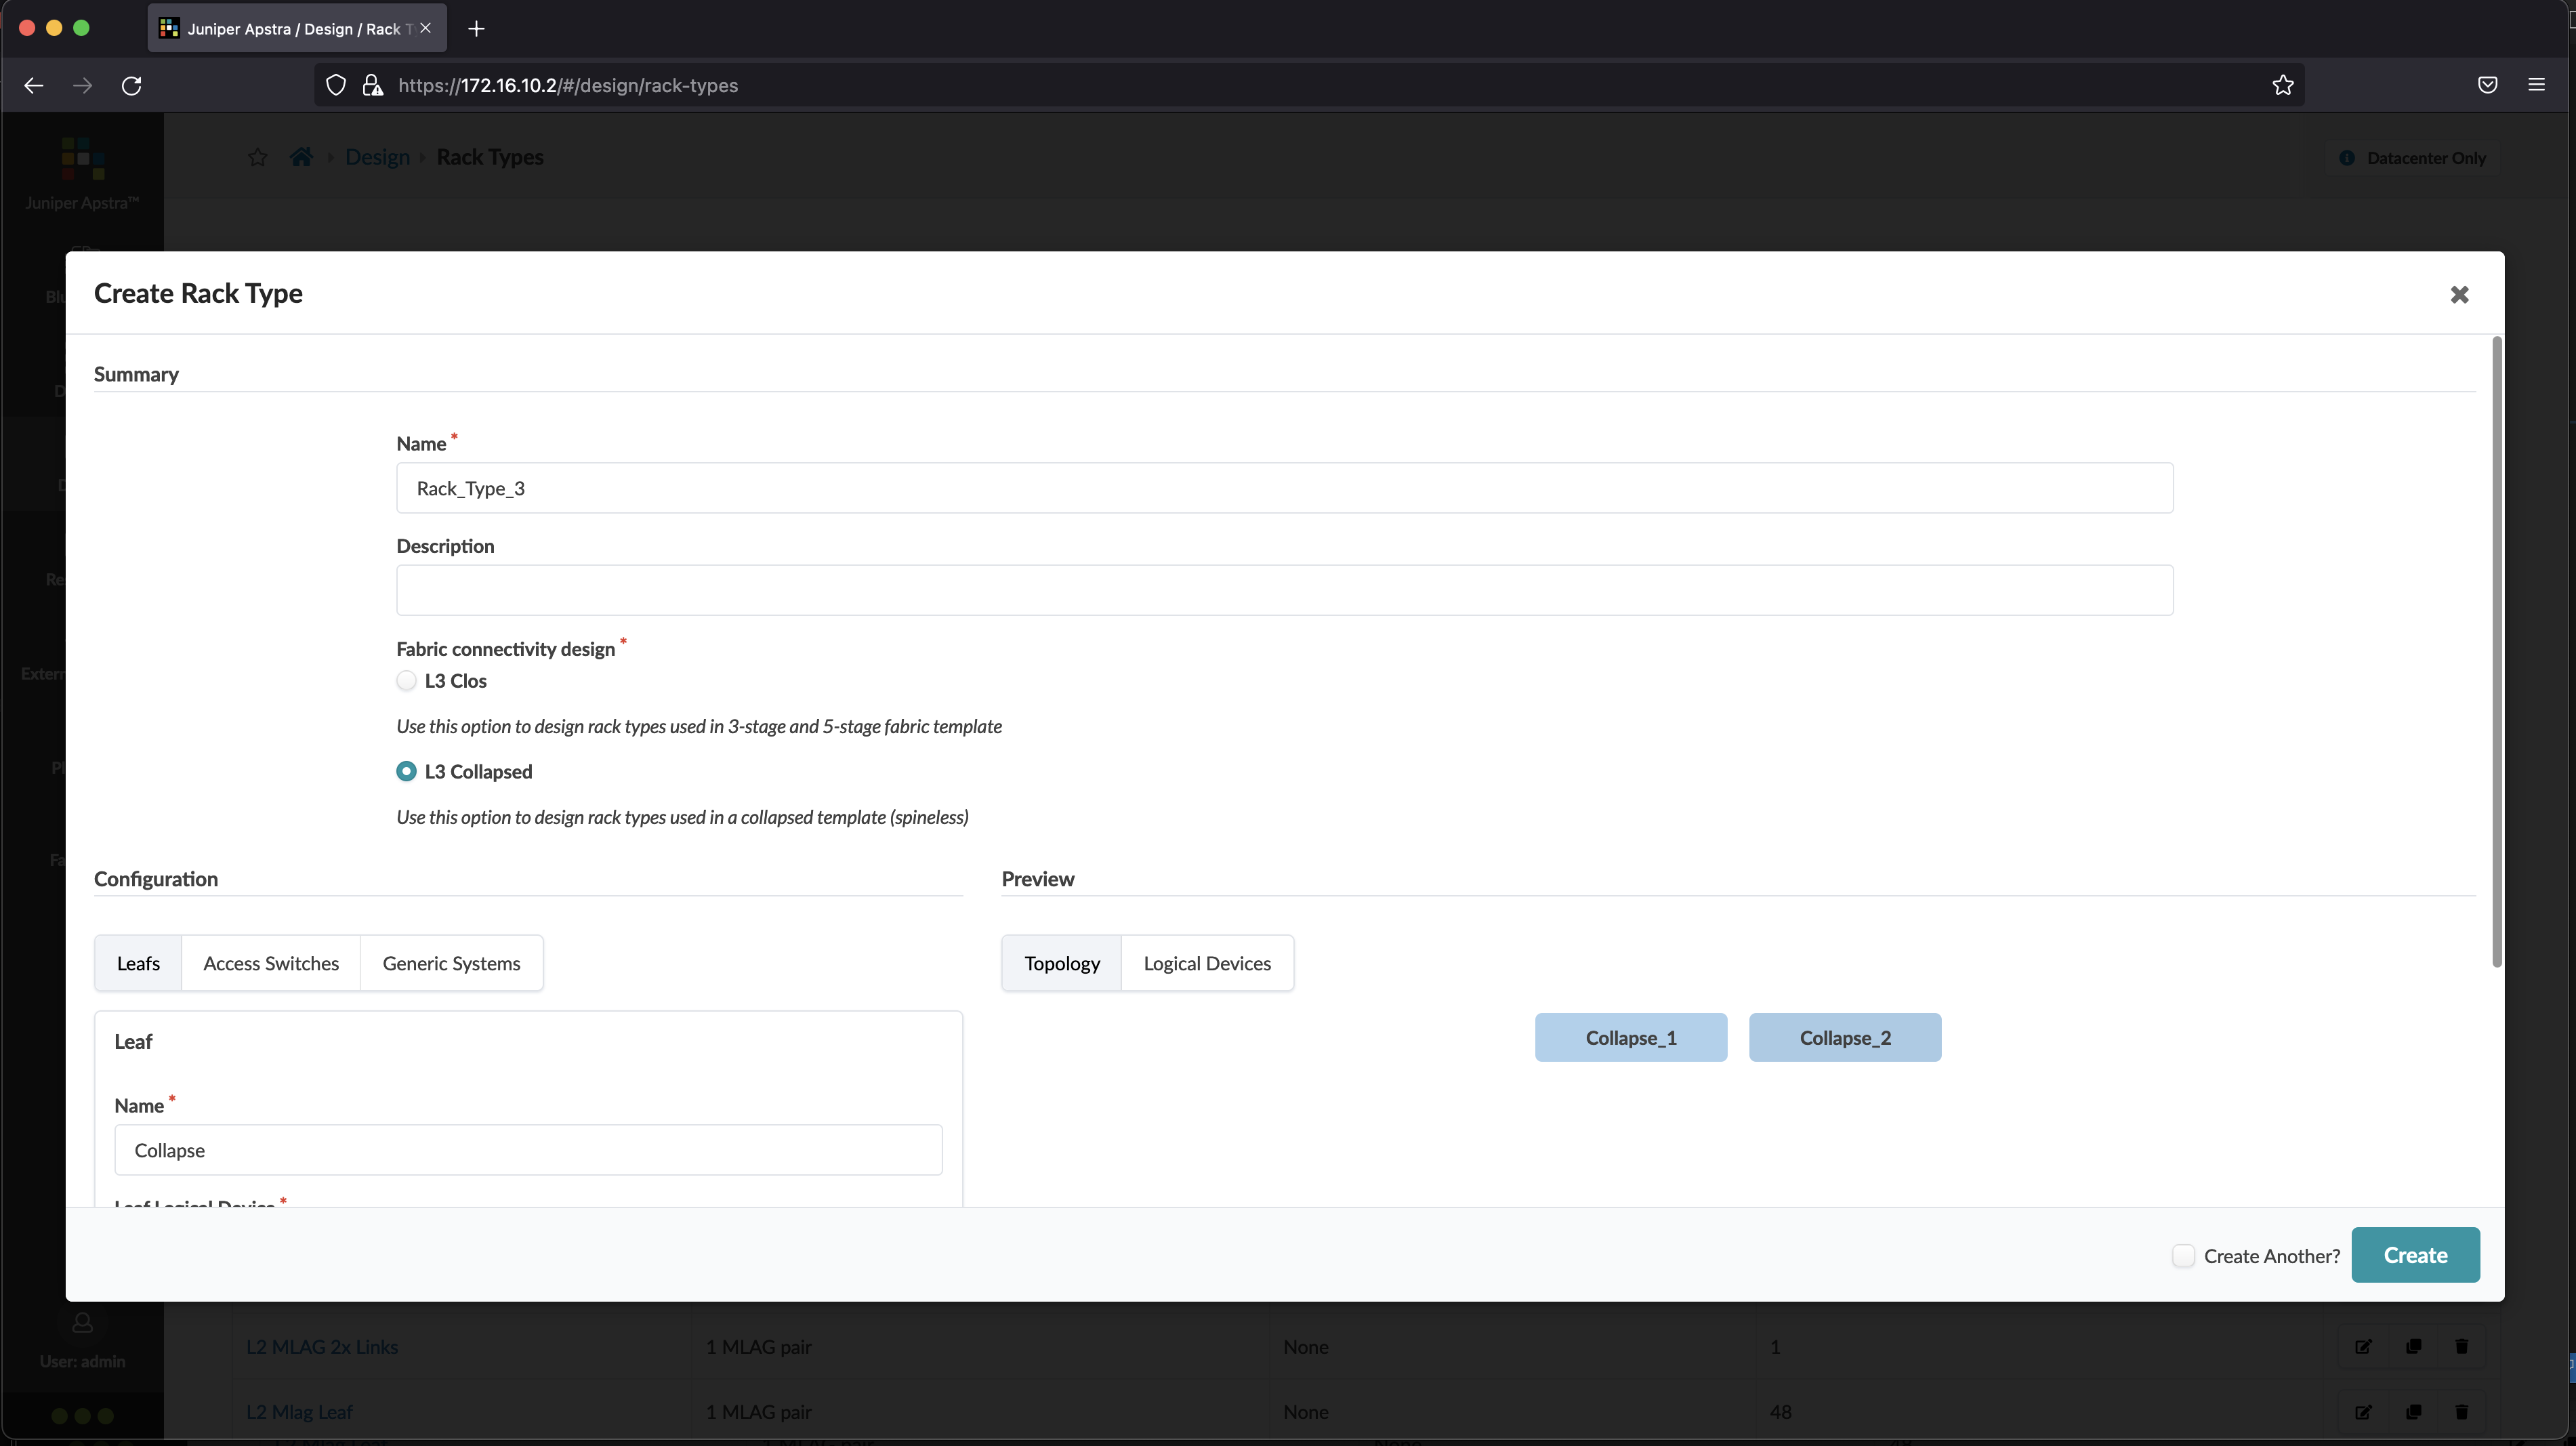 Juniper Apstra / Design / Rack T
https://172.16.10.2/#/design/rack-types
Design
Rack Types
Datacenter Only
Juniper Apstra™
Create Rack Type
Summary
Name *
Rack_Type_3
Description
Fabric connectivity design *
L3 Clos
Use this option to design rack types used in 3-stage and 5-stage fabric template
L3 Collapsed
Use this option to design rack types used in a collapsed template (spineless)
Configuration
Preview
Leafs
Access Switches
Generic Systems
Topology
Logical Devices
Collapse_1
Collapse_2
Leaf
Name *
Collapse
Leaf Logical Device *
Create Another?
Create
User: admin
L2 MLAG 2x Links
1 MLAG pair
None
1
L2 Mlag Leaf
1 MLAG pair
None
48